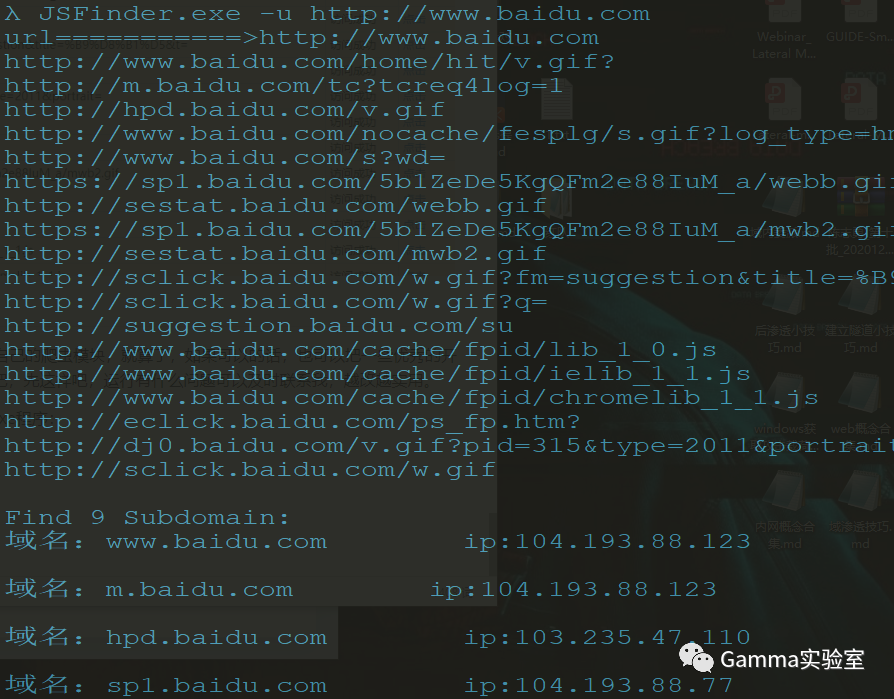 λ JSFinder.exe -u http://www.baidu.com
url===========>http://www.baidu.com
http://www.baidu.com/home/hit/v.gif?
http://m.baidu.com/tc?tcreq4log=1
http://hpd.baidu.com/v.gif
http://www.baidu.com/nocache/fesplg/s.gif?log_type=hm
http://www.baidu.com/s?wd=
https://sp1.baidu.com/5b1ZeDe5KgQFm2e88IuM_a/webb.gif
http://sestat.baidu.com/webb.gif
https://sp1.baidu.com/5b1ZeDe5KgQFm2e88IuM_a/mwb2.gif
http://sestat.baidu.com/mwb2.gif
http://sclick.baidu.com/w.gif?fm=suggestion&title=%B9
http://sclick.baidu.com/w.gif?q=
http://suggestion.baidu.com/su
http://www.baidu.com/cache/fpid/lib_1_0.js
http://www.baidu.com/cache/fpid/ielib_1_1.js
http://www.baidu.com/cache/fpid/chromelib_1_1.js
http://eclick.baidu.com/ps_fp.htm?
http://dj0.baidu.com/v.gif?pid=315&type=2011&portrait
http://sclick.baidu.com/w.gif
Find 9 Subdomain:
域名: www.baidu.com ip:104.193.88.123
域名: m.baidu.com ip:104.193.88.123
域名: hpd.baidu.com ip:103.235.47.110
域名: sp1.baidu.com ip:104.193.88.77
Gamma实验室
Webinar_
Lateral M...
GUIDE-Sm...